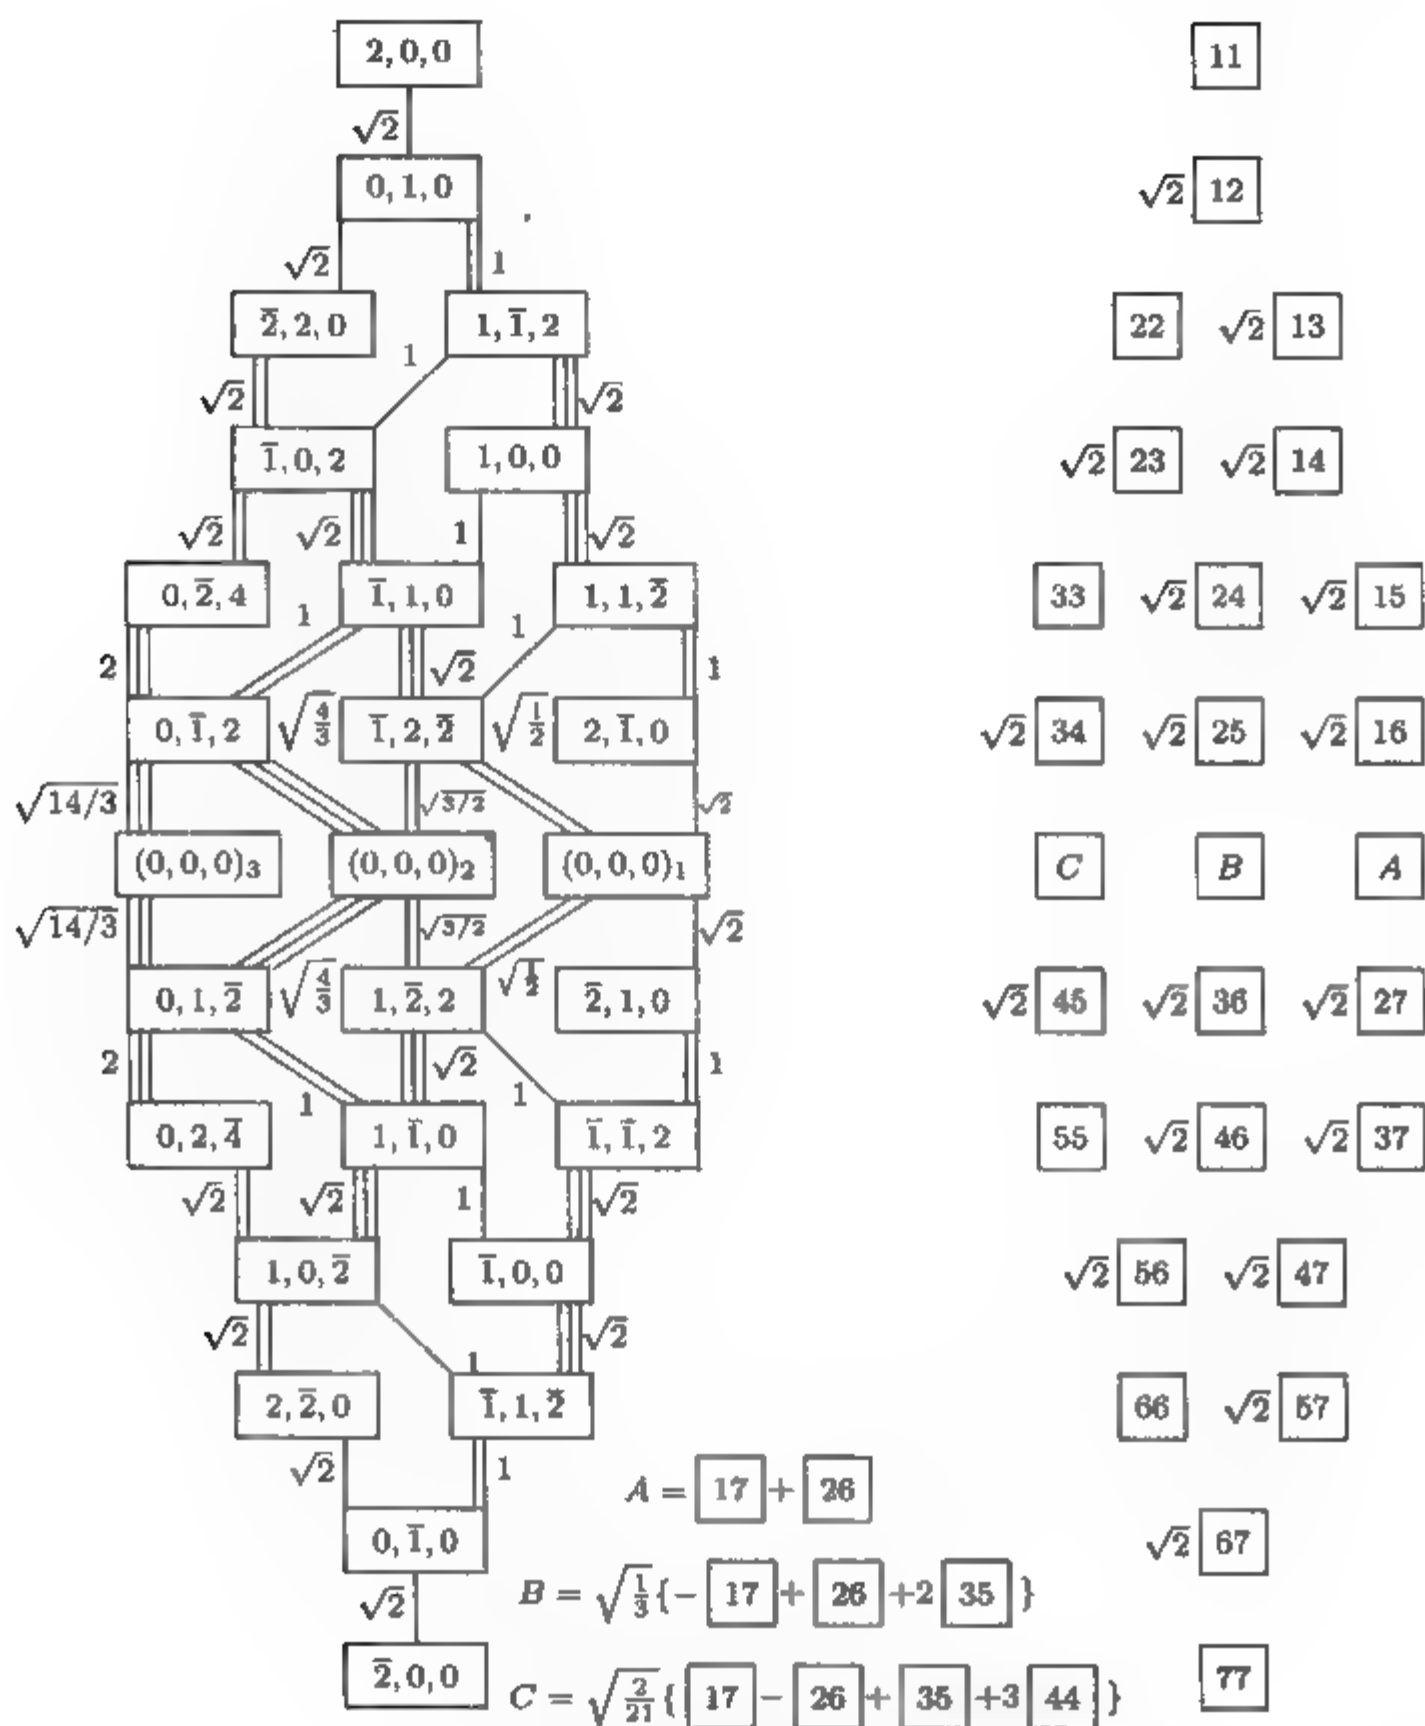 2, 0, 0 11
√2
0, 1, 0 √2 12
√2 1
2̅, 2, 0 1, 1̅, 2 22 √2 13
1
√2 √2
1̅, 0, 2 1, 0, 0 √2 23 √2 14
√2 √2 1 √2
0, 2̅, 4 1̅, 1, 0 1, 1, 2̅ 33 √2 24 √2 15
1 1
2 √2 1
0, 1̅, 2 √(4/3) 1̅, 2, 2̅ √(1/2) 2, 1̅, 0 √2 34 √2 25 √2 16
√14/3 √3/2 √2
(0, 0, 0)₃ (0, 0, 0)₂ (0, 0, 0)₁ C B A
√14/3 √3/2 √2
0, 1, 2̅ √(4/3) 1, 2̅, 2 √(1/2) 2̅, 1, 0 √2 45 √2 36 √2 27
2 √2 1
1 1
0, 2, 4̅ 1, 1̅, 0 1̅, 1̅, 2 55 √2 46 √2 37
√2 √2 1 √2
1, 0, 2̅ 1̅, 0, 0 √2 56 √2 47
√2 √2
1
2, 2̅, 0 1̅, 1, 2̅ 66 √2 57
√2 1
A = 17 + 26
0, 1̅, 0 √2 67
B = √(1/3) {− 17 + 26 +2 35 }
√2
2̅, 0, 0 77
C = √(2/21) { 17 − 26 + 35 +3 44 }